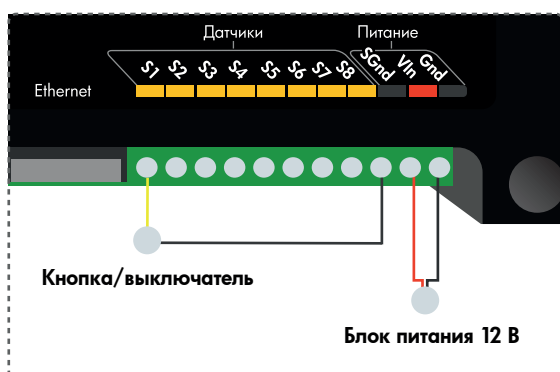 Датчики Питание
S1 S2 S3 S4 S5 S6 S7 S8 SGnd VIn Gnd
Ethernet
Кнопка/выключатель
Блок питания 12 В